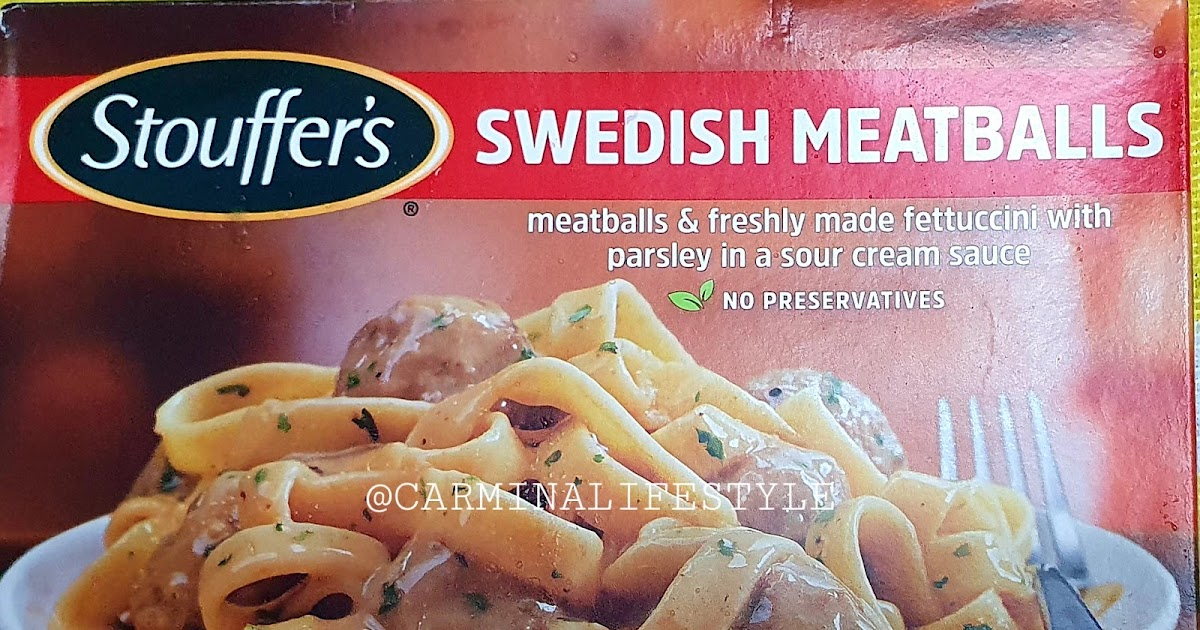 Stouffer's
®
SWEDISH MEATBALLS
meatballs & freshly made fettuccini with
parsley in a sour cream sauce
NO PRESERVATIVES
@CARMINALIFESTYLE